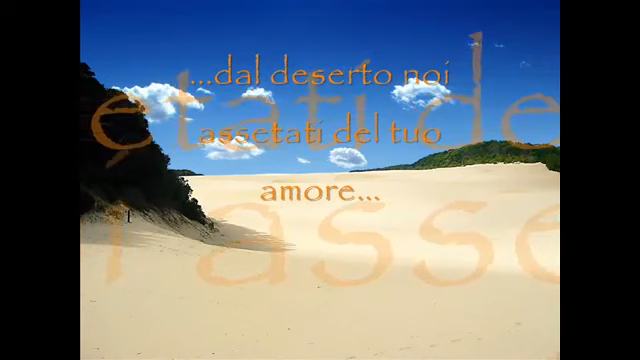 ...dal deserto noi
assetati del tuo
amore...